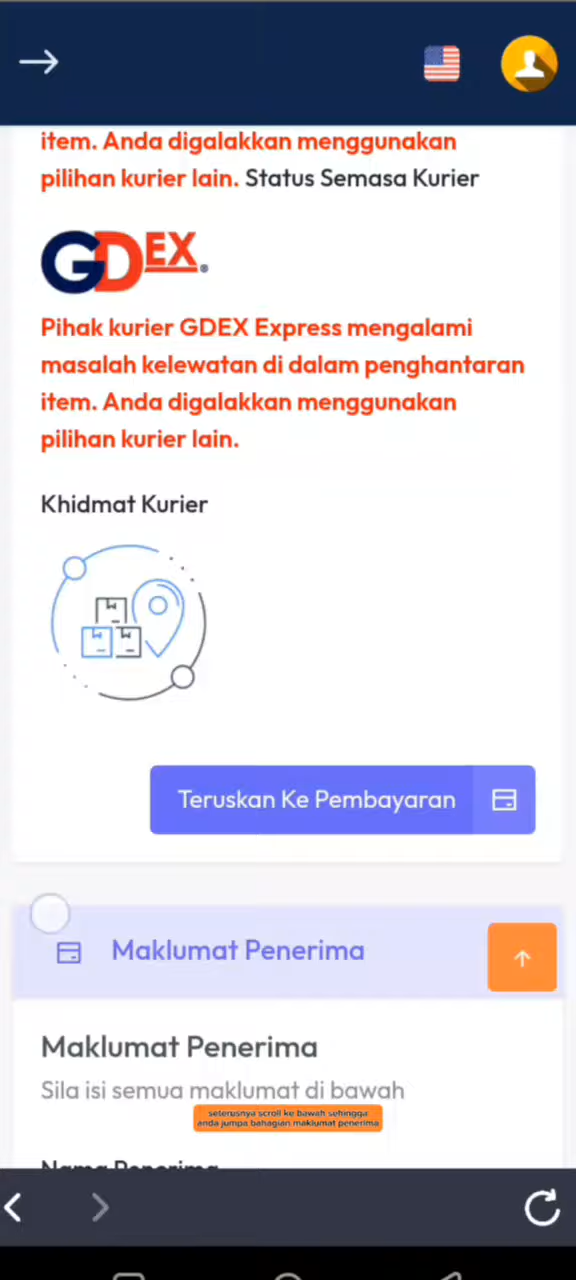 item. Anda digalakkan menggunakan
pilihan kurier lain. Status Semasa Kurier
GDEX®
Pihak kurier GDEX Express mengalami
masalah kelewatan di dalam penghantaran
item. Anda digalakkan menggunakan
pilihan kurier lain.
Khidmat Kurier
Teruskan Ke Pembayaran
Maklumat Penerima
Maklumat Penerima
Sila isi semua maklumat di bawah
seterusnya scroll ke bawah sehingga
anda jumpa bahagian maklumat penerima
Nama Penerima